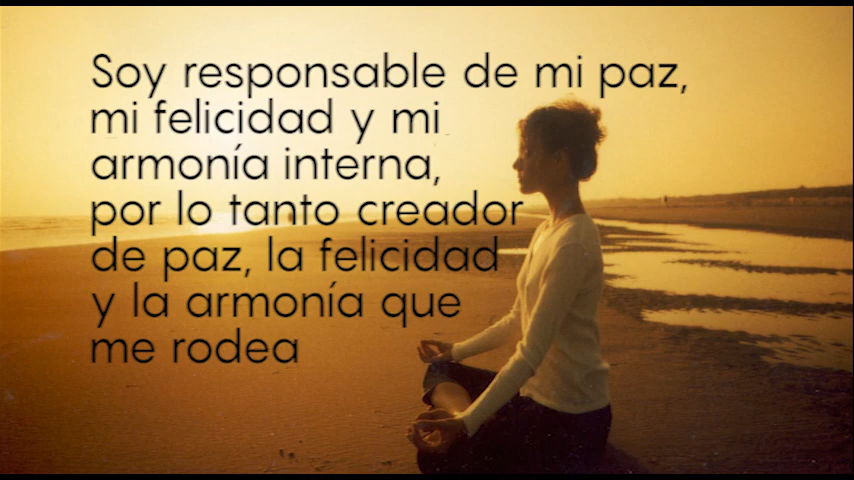 Soy responsable de mi paz,
mi felicidad y mi
armonía interna,
por lo tanto creador
de paz, la felicidad
y la armonía que
me rodea